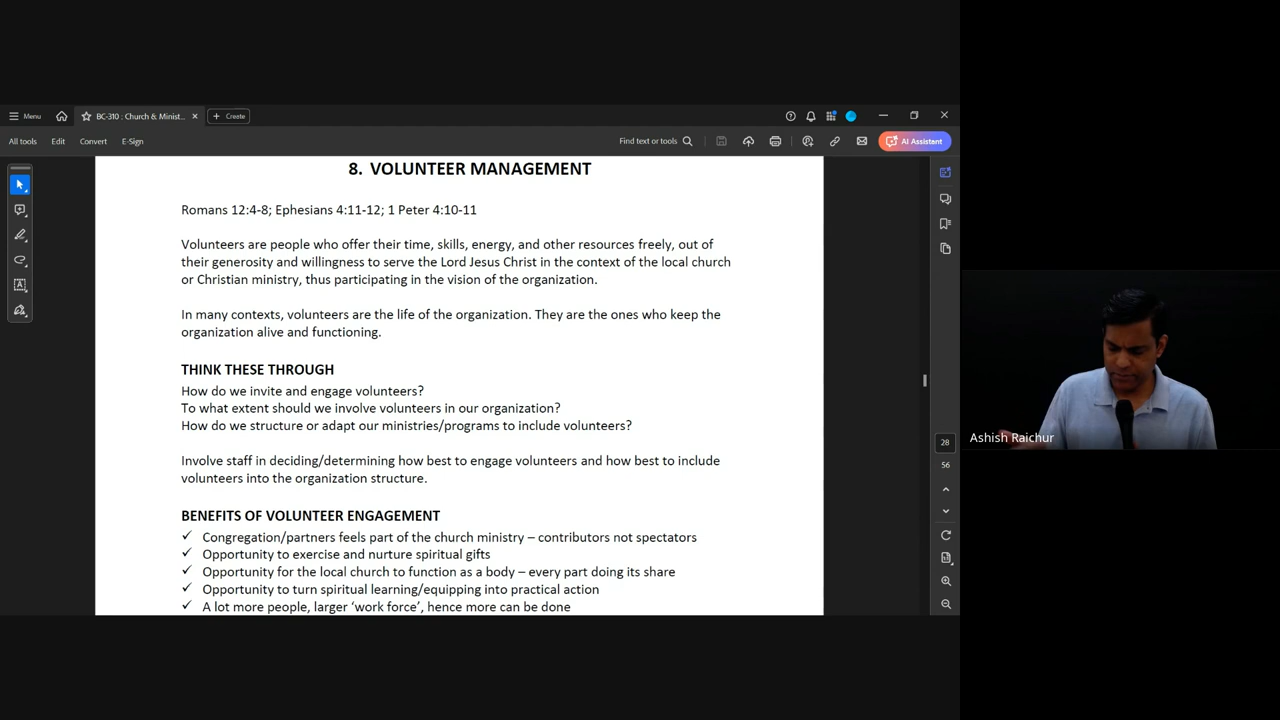 Menu
BC-310 : Church & Minist...
Create
All tools
Edit
Convert
E-Sign
Find text or tools
AI Assistant
8. VOLUNTEER MANAGEMENT
Romans 12:4-8; Ephesians 4:11-12; 1 Peter 4:10-11
Volunteers are people who offer their time, skills, energy, and other resources freely, out of
their generosity and willingness to serve the Lord Jesus Christ in the context of the local church
or Christian ministry, thus participating in the vision of the organization.
In many contexts, volunteers are the life of the organization. They are the ones who keep the
organization alive and functioning.
THINK THESE THROUGH
How do we invite and engage volunteers?
To what extent should we involve volunteers in our organization?
How do we structure or adapt our ministries/programs to include volunteers?
Involve staff in deciding/determining how best to engage volunteers and how best to include
volunteers into the organization structure.
BENEFITS OF VOLUNTEER ENGAGEMENT
✓ Congregation/partners feels part of the church ministry – contributors not spectators
✓ Opportunity to exercise and nurture spiritual gifts
✓ Opportunity for the local church to function as a body – every part doing its share
✓ Opportunity to turn spiritual learning/equipping into practical action
✓ A lot more people, larger ‘work force’, hence more can be done
28
56
Ashish Raichur